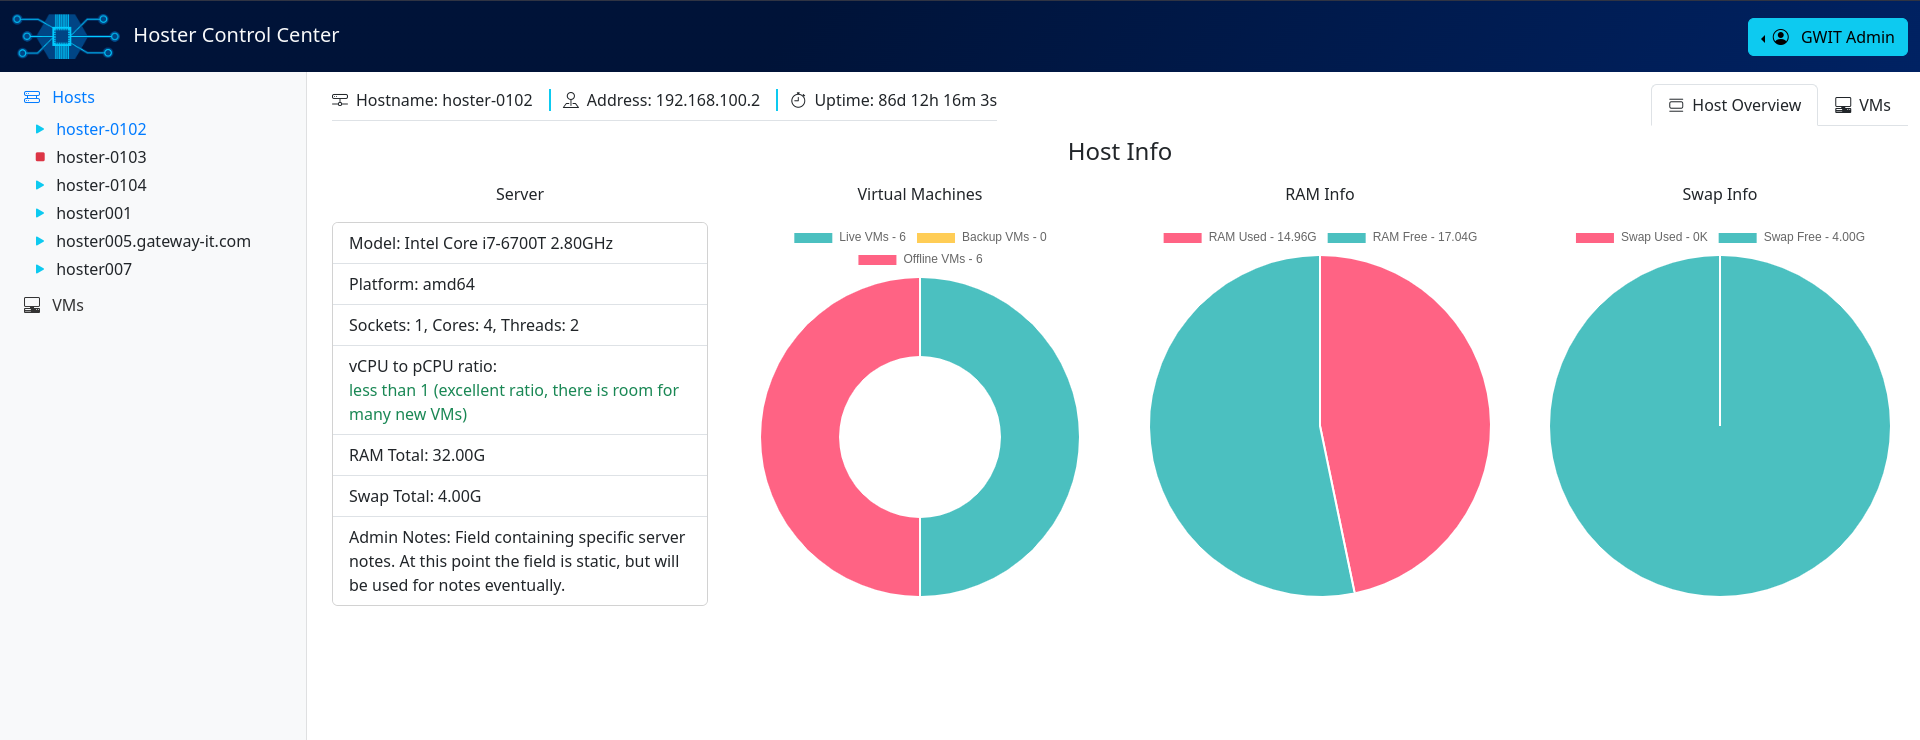 Hoster Control Center
GWIT Admin
Hosts
hoster-0102
hoster-0103
hoster-0104
hoster001
hoster005.gateway-it.com
hoster007
VMs
Hostname: hoster-0102
Address: 192.168.100.2
Uptime: 86d 12h 16m 3s
Host Overview
VMs
Host Info
Server
Model: Intel Core i7-6700T 2.80GHz
Platform: amd64
Sockets: 1, Cores: 4, Threads: 2
vCPU to pCPU ratio:
less than 1 (excellent ratio, there is room for
many new VMs)
RAM Total: 32.00G
Swap Total: 4.00G
Admin Notes: Field containing specific server
notes. At this point the field is static, but will
be used for notes eventually.
Virtual Machines
Live VMs - 6
Backup VMs - 0
Offline VMs - 6
RAM Info
RAM Used - 14.96G
RAM Free - 17.04G
Swap Info
Swap Used - 0K
Swap Free - 4.00G